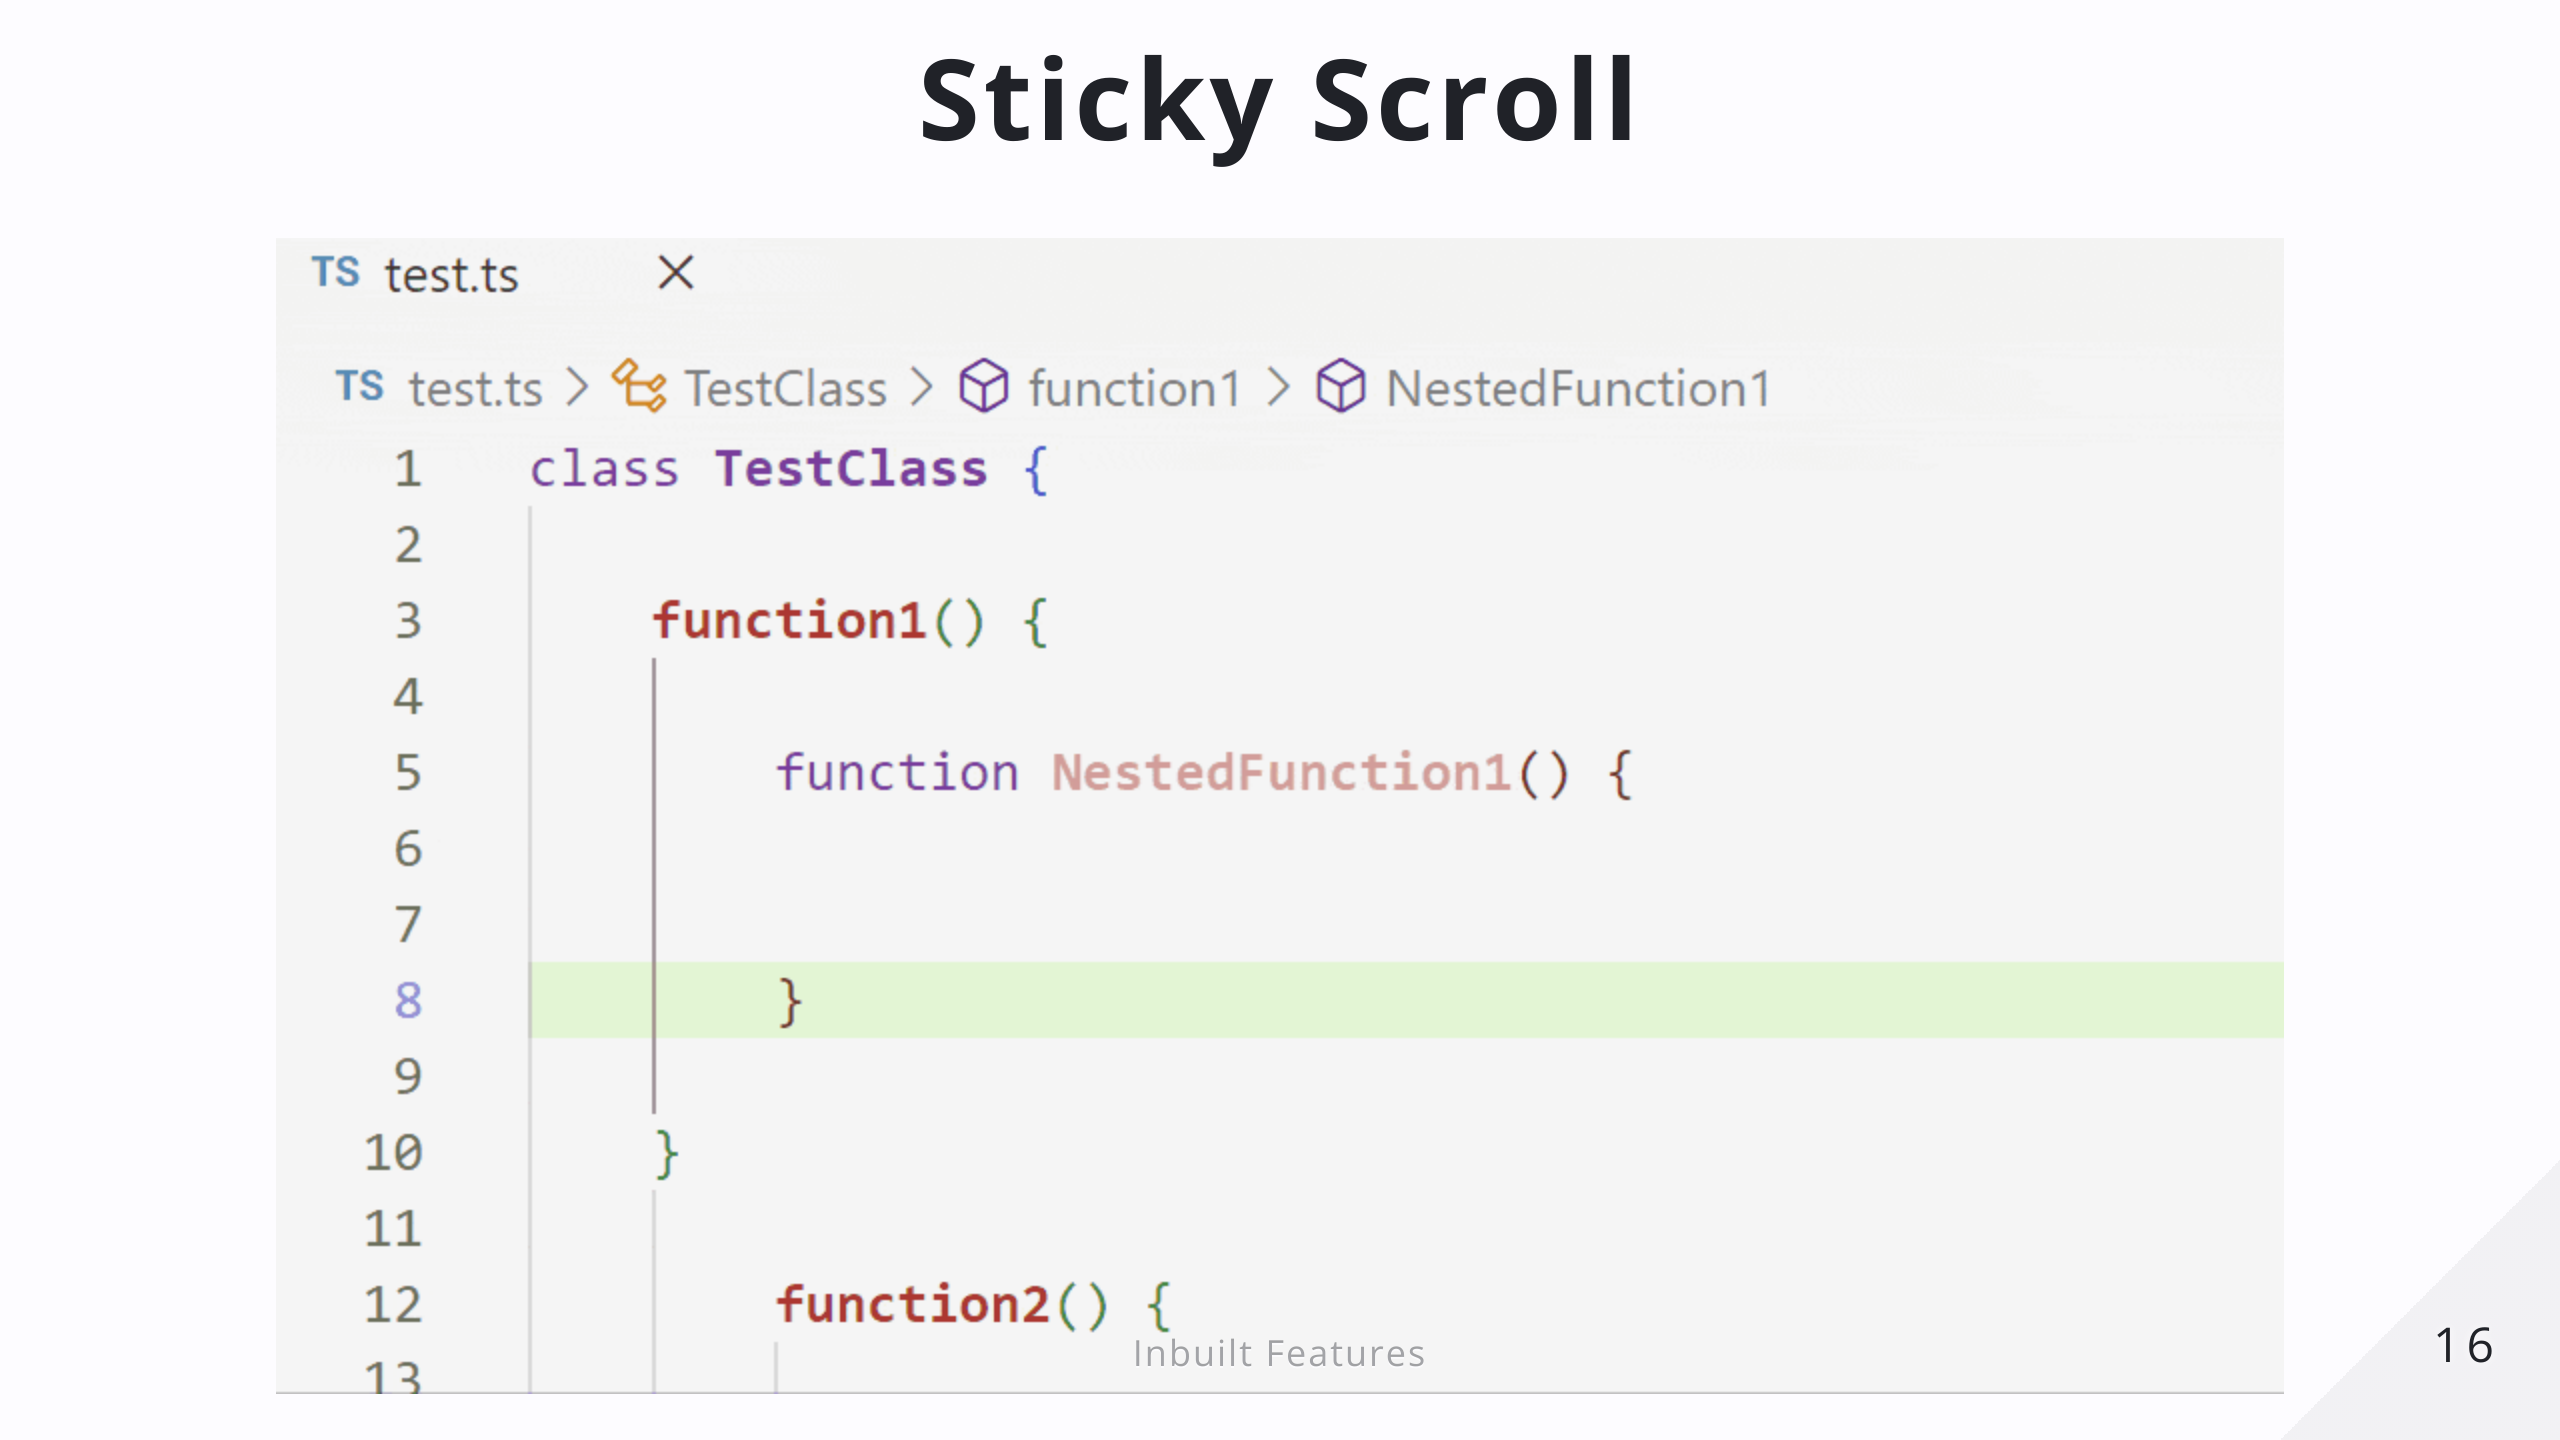 Sticky Scroll
TS test.ts
TS test.ts > TestClass > function1 > NestedFunction1
1 class TestClass {
2
3 function1() {
4
5 function NestedFunction1() {
6
7
8 }
9
10 }
11
12 function2() {
13
Inbuilt Features
16